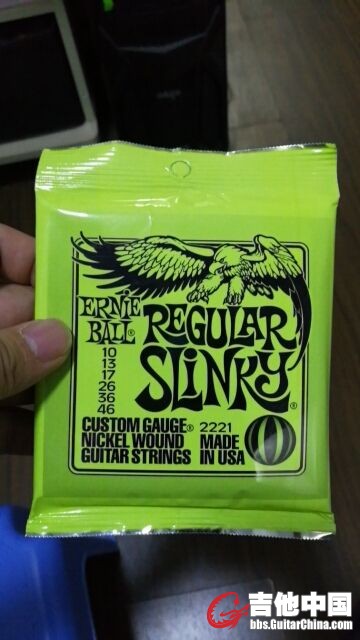 ERNIE
BALL®
REGULAR
SLINKY®
10
13
17
26
36
46
CUSTOM GAUGE®
NICKEL WOUND
GUITAR STRINGS
2221
MADE
IN USA
吉他中国
bbs.GuitarChina.com